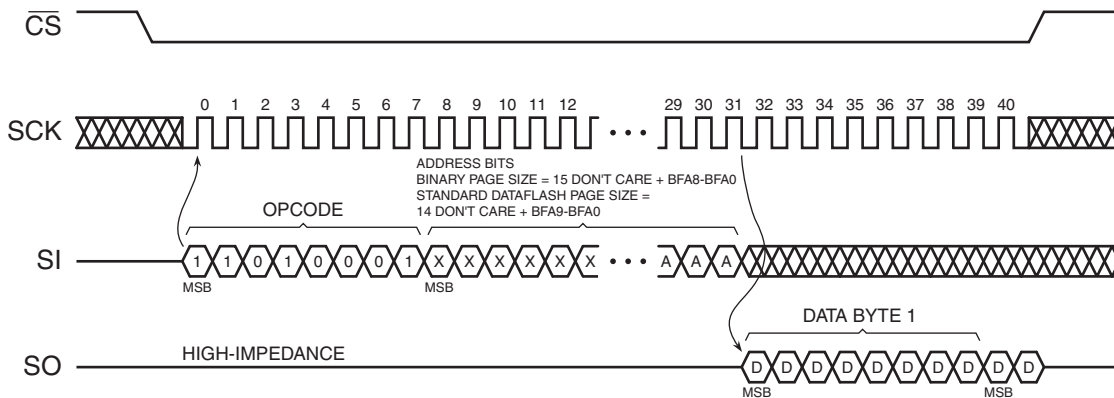 CS
0 1 2 3 4 5 6 7 8 9 10 11 12 29 30 31 32 33 34 35 36 37 38 39 40
SCK
ADDRESS BITS
BINARY PAGE SIZE = 15 DON'T CARE + BFA8-BFA0
STANDARD DATAFLASH PAGE SIZE =
14 DON'T CARE + BFA9-BFA0
OPCODE
SI 1 1 0 1 0 0 0 1 X X X X X X A A A
MSB MSB
DATA BYTE 1
HIGH-IMPEDANCE
SO D D D D D D D D D D
MSB MSB